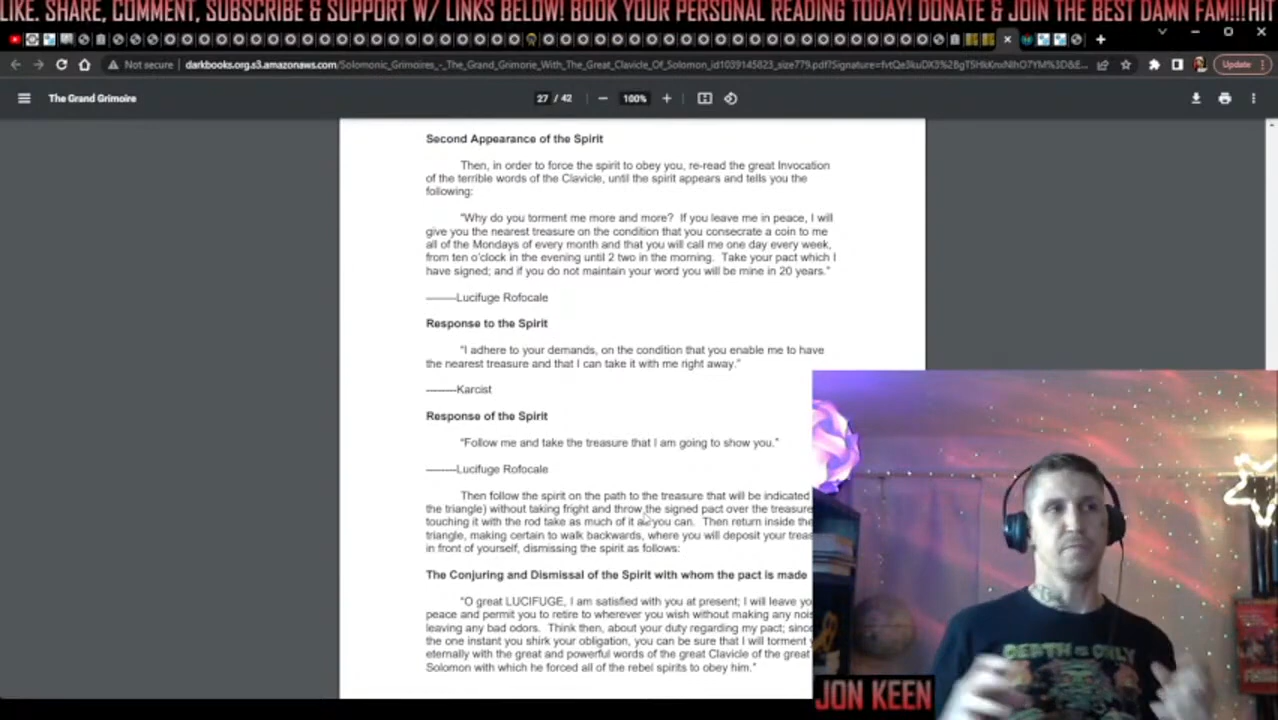 LIKE. SHARE, COMMENT, SUBSCRIBE & SUPPORT W/ LINKS BELOW! BOOK YOUR PERSONAL READING TODAY! DONATE & JOIN THE BEST DAMN FAM!!! HIT
Not secure | darkbooks.org.s3.amazonaws.com/Solomonic_Grimoires_-_The_Grand_Grimorie_With_The_Great_Clavicle_Of_Solomon_id1039145823_size779.pdf?Signature=
Update
The Grand Grimoire
27 / 42
100%
Second Appearance of the Spirit
Then, in order to force the spirit to obey you, re-read the great Invocation
of the terrible words of the Clavicle, until the spirit appears and tells you the
following:
"Why do you torment me more and more? If you leave me in peace, I will
give you the nearest treasure on the condition that you consecrate a coin to me
all of the Mondays of every month and that you will call me one day every week,
from ten o'clock in the evening until 2 two in the morning. Take your pact which I
have signed; and if you do not maintain your word you will be mine in 20 years."
--------Lucifuge Rofocale
Response to the Spirit
"I adhere to your demands, on the condition that you enable me to have
the nearest treasure and that I can take it with me right away."
--------Karcist
Response of the Spirit
"Follow me and take the treasure that I am going to show you."
--------Lucifuge Rofocale
Then follow the spirit on the path to the treasure that will be indicated
the triangle) without taking fright and throw the signed pact over the treasure
touching it with the rod take as much of it as you can. Then return inside the
triangle, making certain to walk backwards, where you will deposit your treas
in front of yourself, dismissing the spirit as follows:
The Conjuring and Dismissal of the Spirit with whom the pact is made
"O great LUCIFUGE, I am satisfied with you at present; I will leave yo
peace and permit you to retire to wherever you wish without making any nois
leaving any bad odors. Think then, about your duty regarding my pact; since
the one instant you shirk your obligation, you can be sure that I will torment y
eternally with the great and powerful words of the great Clavicle of the great
Solomon with which he forced all of the rebel spirits to obey him."
DEATH IS ONLY
JON KEEN